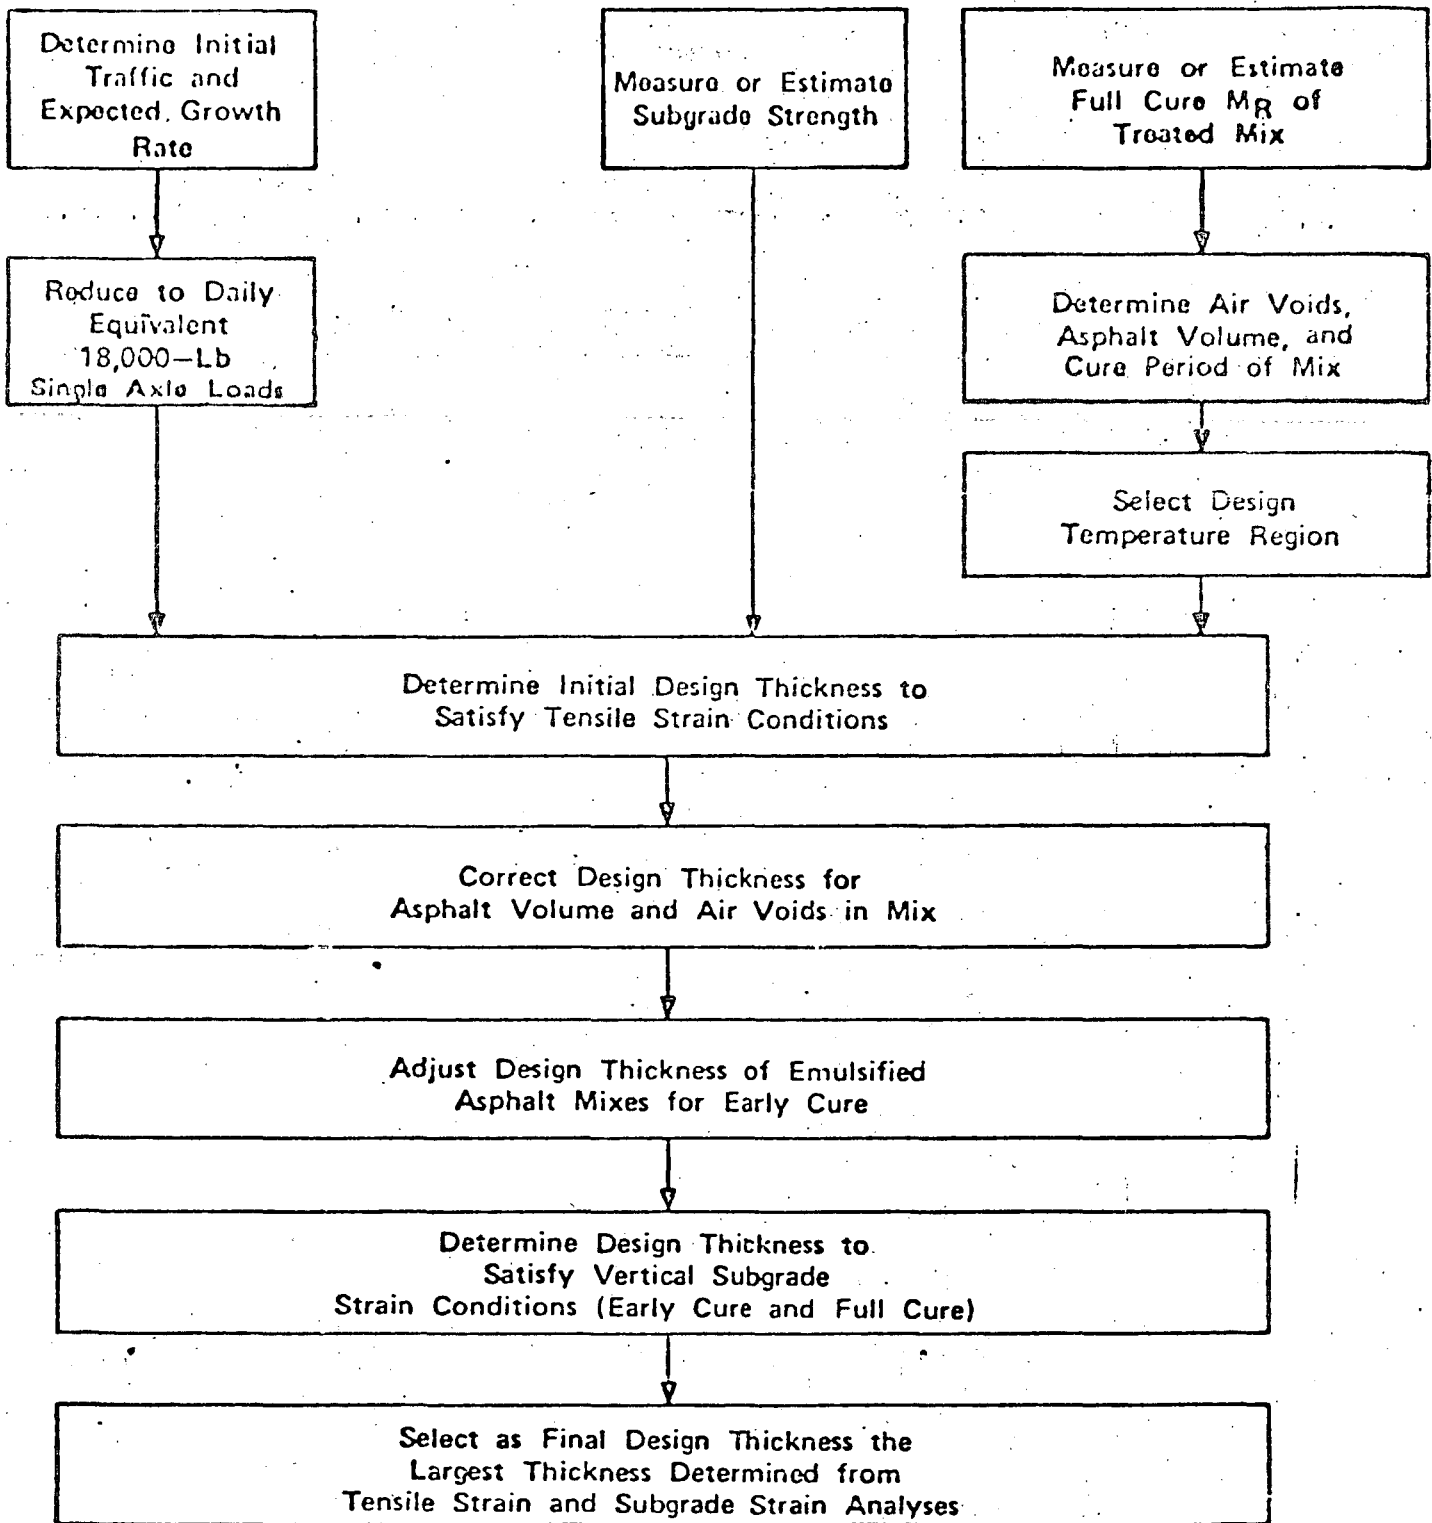 Determine Initial
Traffic and
Expected Growth
Rate
Measure or Estimate
Subgrade Strength
Measure or Estimate
Full Cure MR of
Treated Mix
Reduce to Daily
Equivalent
18,000-Lb
Single Axle Loads
Determine Air Voids,
Asphalt Volume, and
Cure Period of Mix
Select Design
Temperature Region
Determine Initial Design Thickness to
Satisfy Tensile Strain Conditions
Correct Design Thickness for
Asphalt Volume and Air Voids in Mix
Adjust Design Thickness of Emulsified
Asphalt Mixes for Early Cure
Determine Design Thickness to
Satisfy Vertical Subgrade
Strain Conditions (Early Cure and Full Cure)
Select as Final Design Thickness the
Largest Thickness Determined from
Tensile Strain and Subgrade Strain Analyses